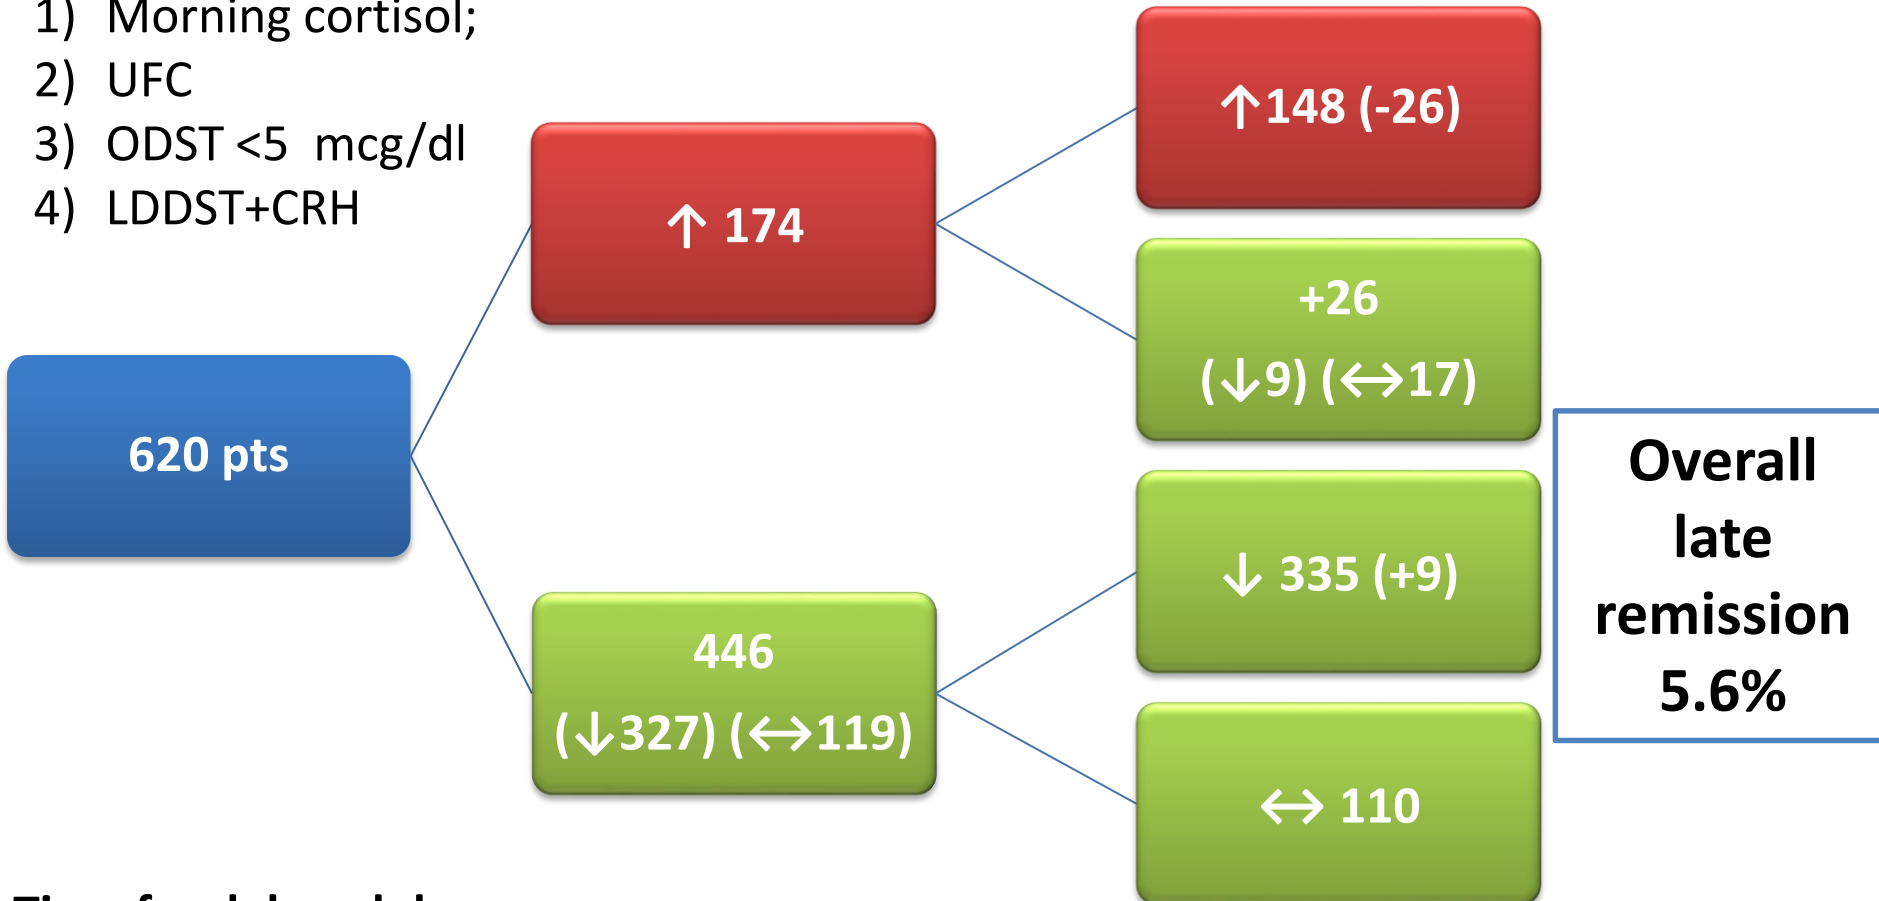 1) Morning cortisol;
2) UFC
3) ODST <5 mcg/dl
4) LDDST+CRH
620 pts
↑ 174
446
(↓327) (↔119)
↑148 (-26)
+26
(↓9) (↔17)
↓ 335 (+9)
↔ 110
Overall
late
remission
5.6%